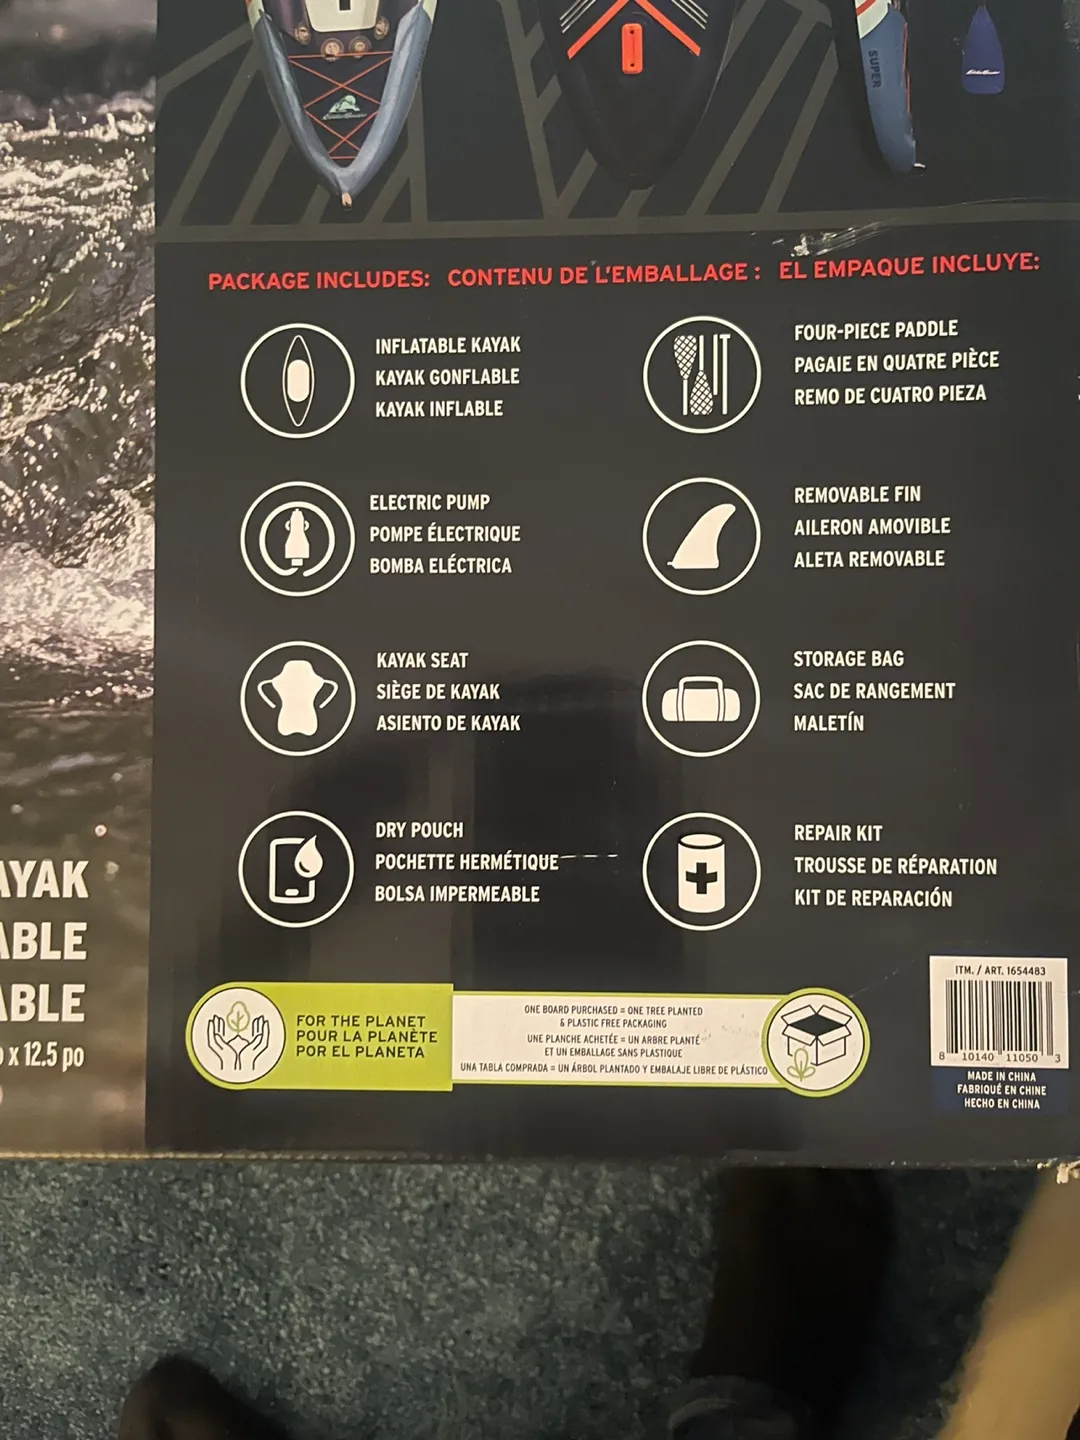 SUPER
Eddie Bauer
Eddie Bauer
PACKAGE INCLUDES: CONTENU DE L'EMBALLAGE : EL EMPAQUE INCLUYE:
INFLATABLE KAYAK
KAYAK GONFLABLE
KAYAK INFLABLE
FOUR-PIECE PADDLE
PAGAIE EN QUATRE PIÈCE
REMO DE CUATRO PIEZA
ELECTRIC PUMP
POMPE ÉLECTRIQUE
BOMBA ELÉCTRICA
REMOVABLE FIN
AILERON AMOVIBLE
ALETA REMOVABLE
KAYAK SEAT
SIÈGE DE KAYAK
ASIENTO DE KAYAK
STORAGE BAG
SAC DE RANGEMENT
MALETÍN
DRY POUCH
POCHETTE HERMÉTIQUE
BOLSA IMPERMEABLE
REPAIR KIT
TROUSSE DE RÉPARATION
KIT DE REPARACIÓN
AYAK
ABLE
ABLE
x 12.5 po
FOR THE PLANET
POUR LA PLANÈTE
POR EL PLANETA
ONE BOARD PURCHASED = ONE TREE PLANTED
& PLASTIC FREE PACKAGING
UNE PLANCHE ACHETÉE = UN ARBRE PLANTÉ
ET UN EMBALLAGE SANS PLASTIQUE
UNA TABLA COMPRADA = UN ÁRBOL PLANTADO Y EMBALAJE LIBRE DE PLÁSTICO
ITM. / ART. 1654483
8 10140 11050 3
MADE IN CHINA
FABRIQUÉ EN CHINE
HECHO EN CHINA